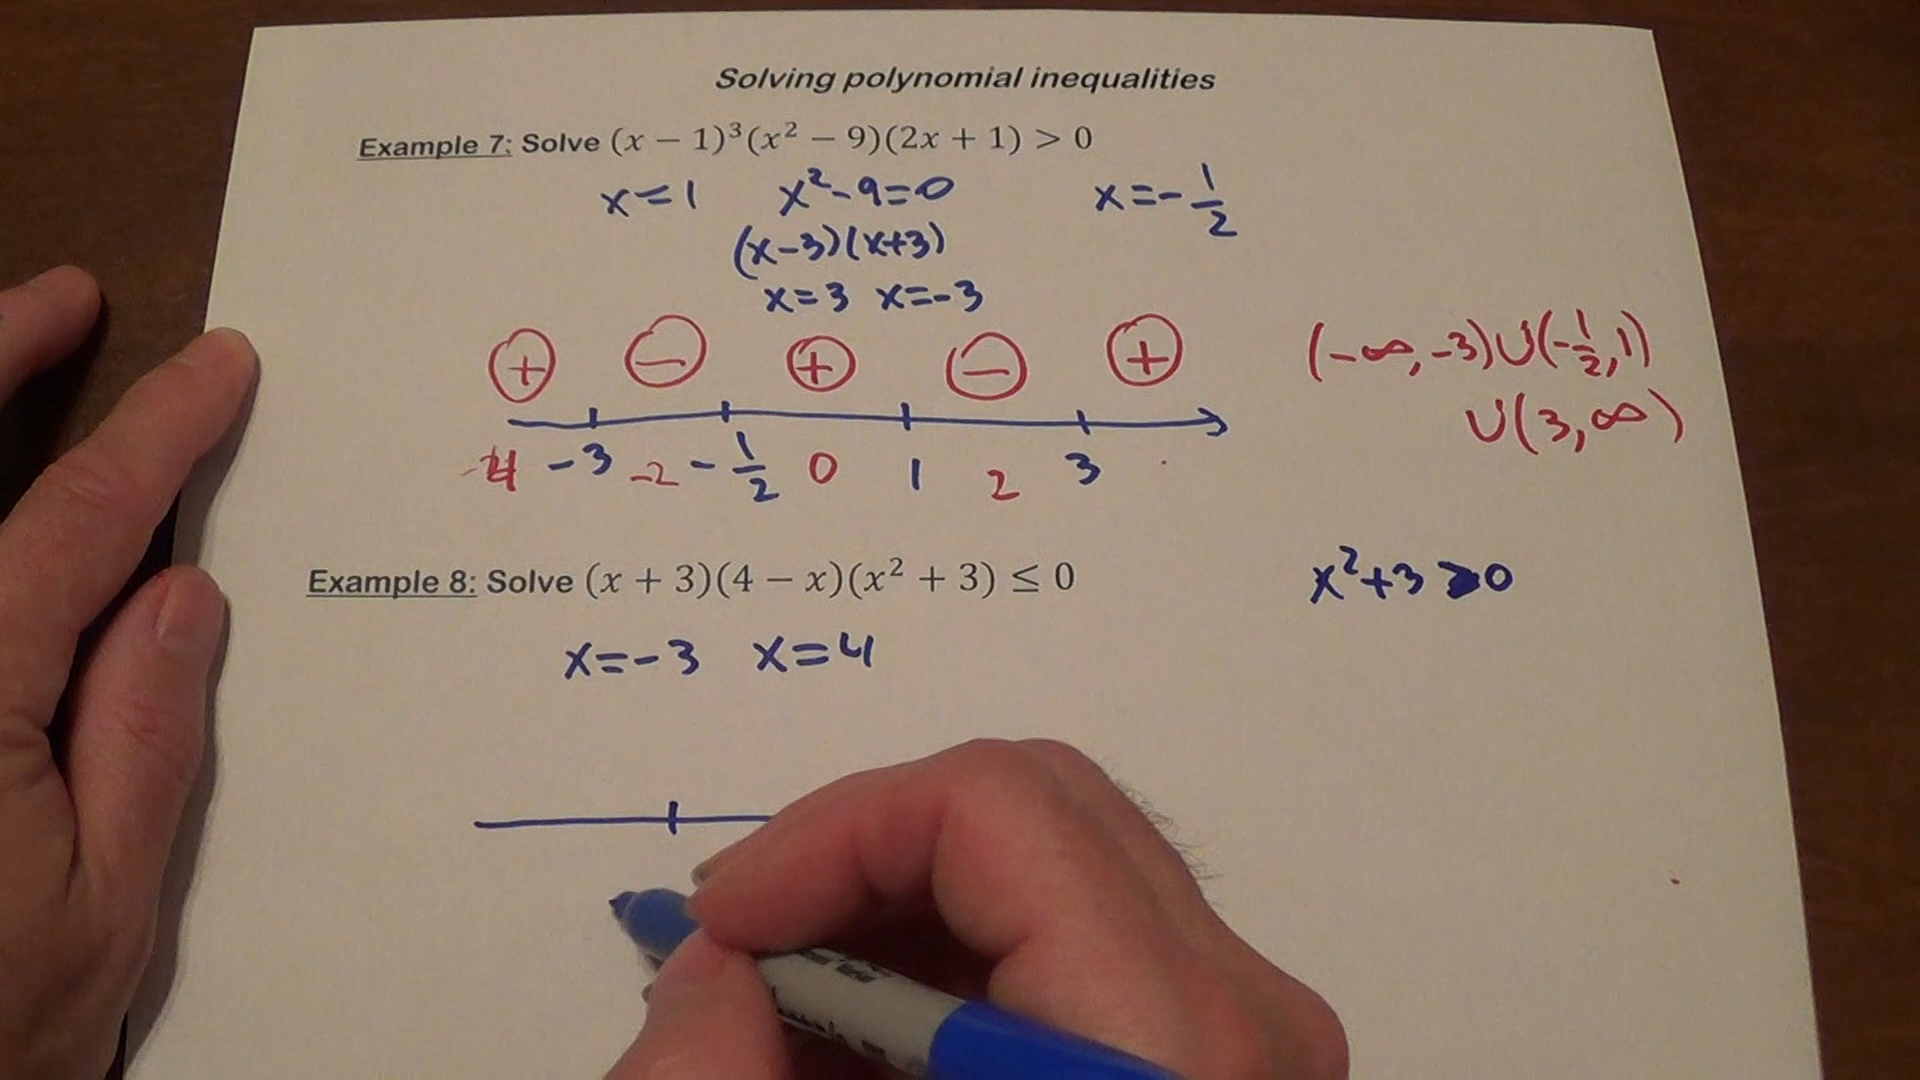 Solving polynomial inequalities
Example 7: Solve (x − 1)³(x² − 9)(2x + 1) > 0
x=1 x²-9=0 x=-1/2
(x-3)(x+3)
x=3 x=-3
+ − + − +
(-∞,-3)∪(-1/2,1)
∪(3,∞)
-4 -3 -2 -1/2 0 1 2 3
Example 8: Solve (x + 3)(4 − x)(x² + 3) ≤ 0
x²+3>0
x=-3 x=4